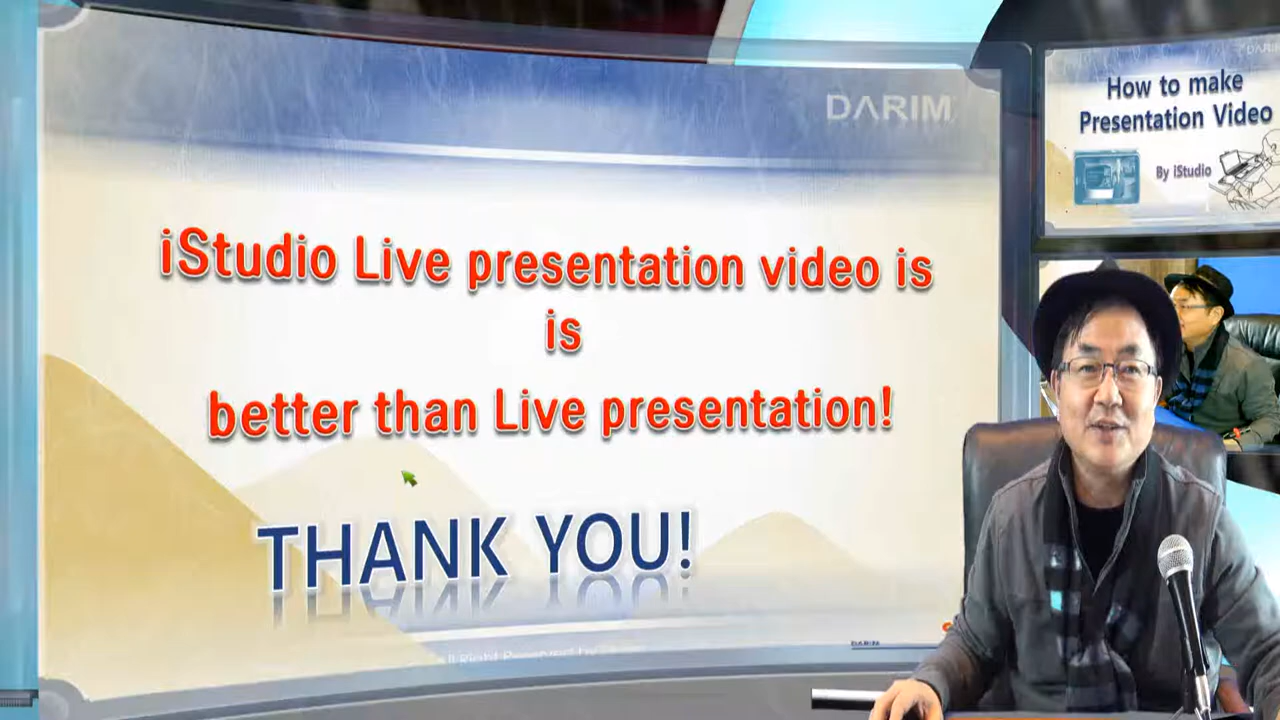 DARIM
iStudio Live presentation video is
is
better than Live presentation!
THANK YOU!
DARIM
How to make
Presentation Video
By iStudio